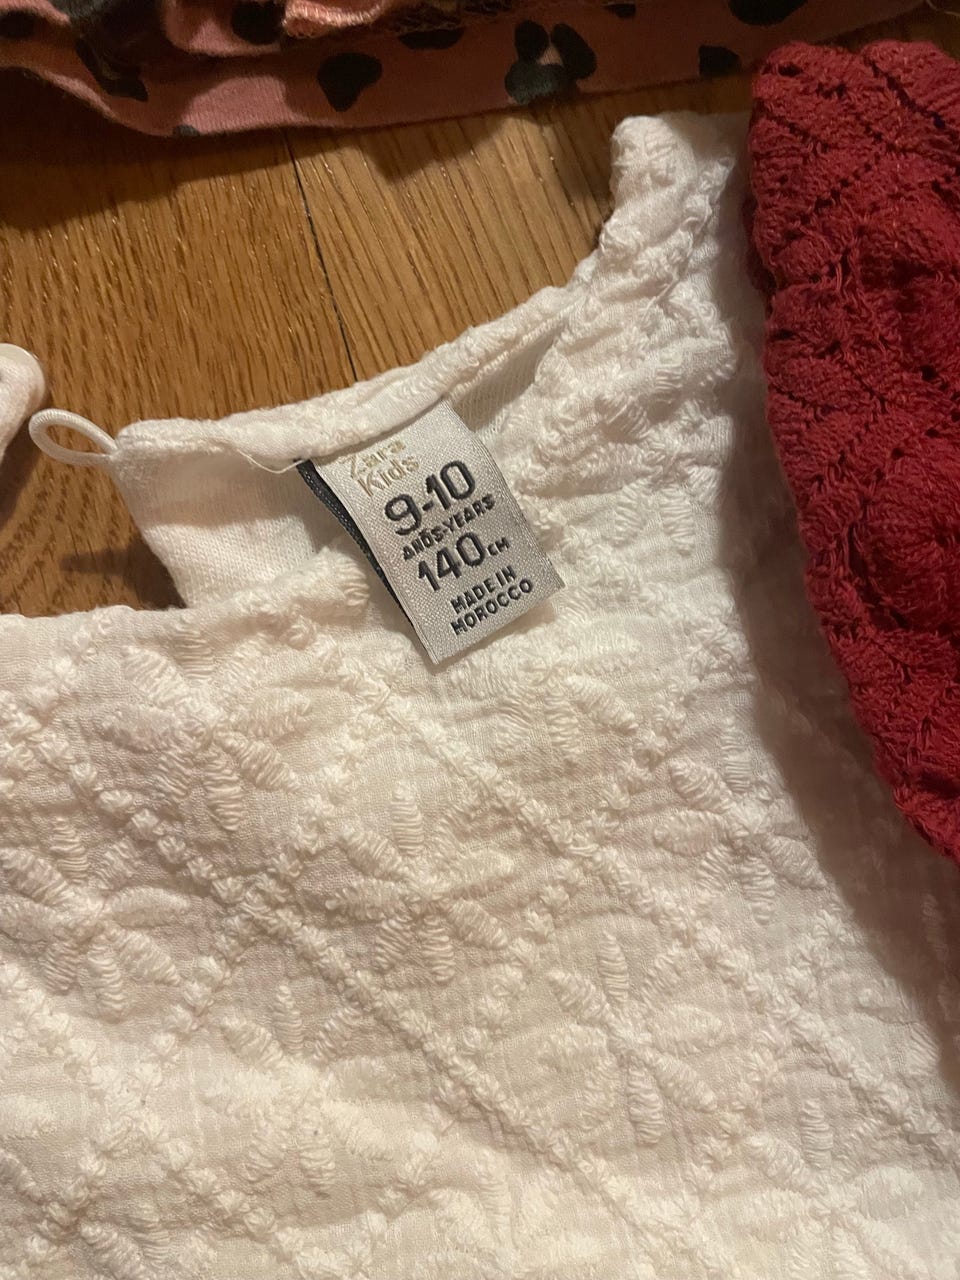 Zara
Kids
9-10
AÑOS-YEARS
140CM
MADE IN
MOROCCO